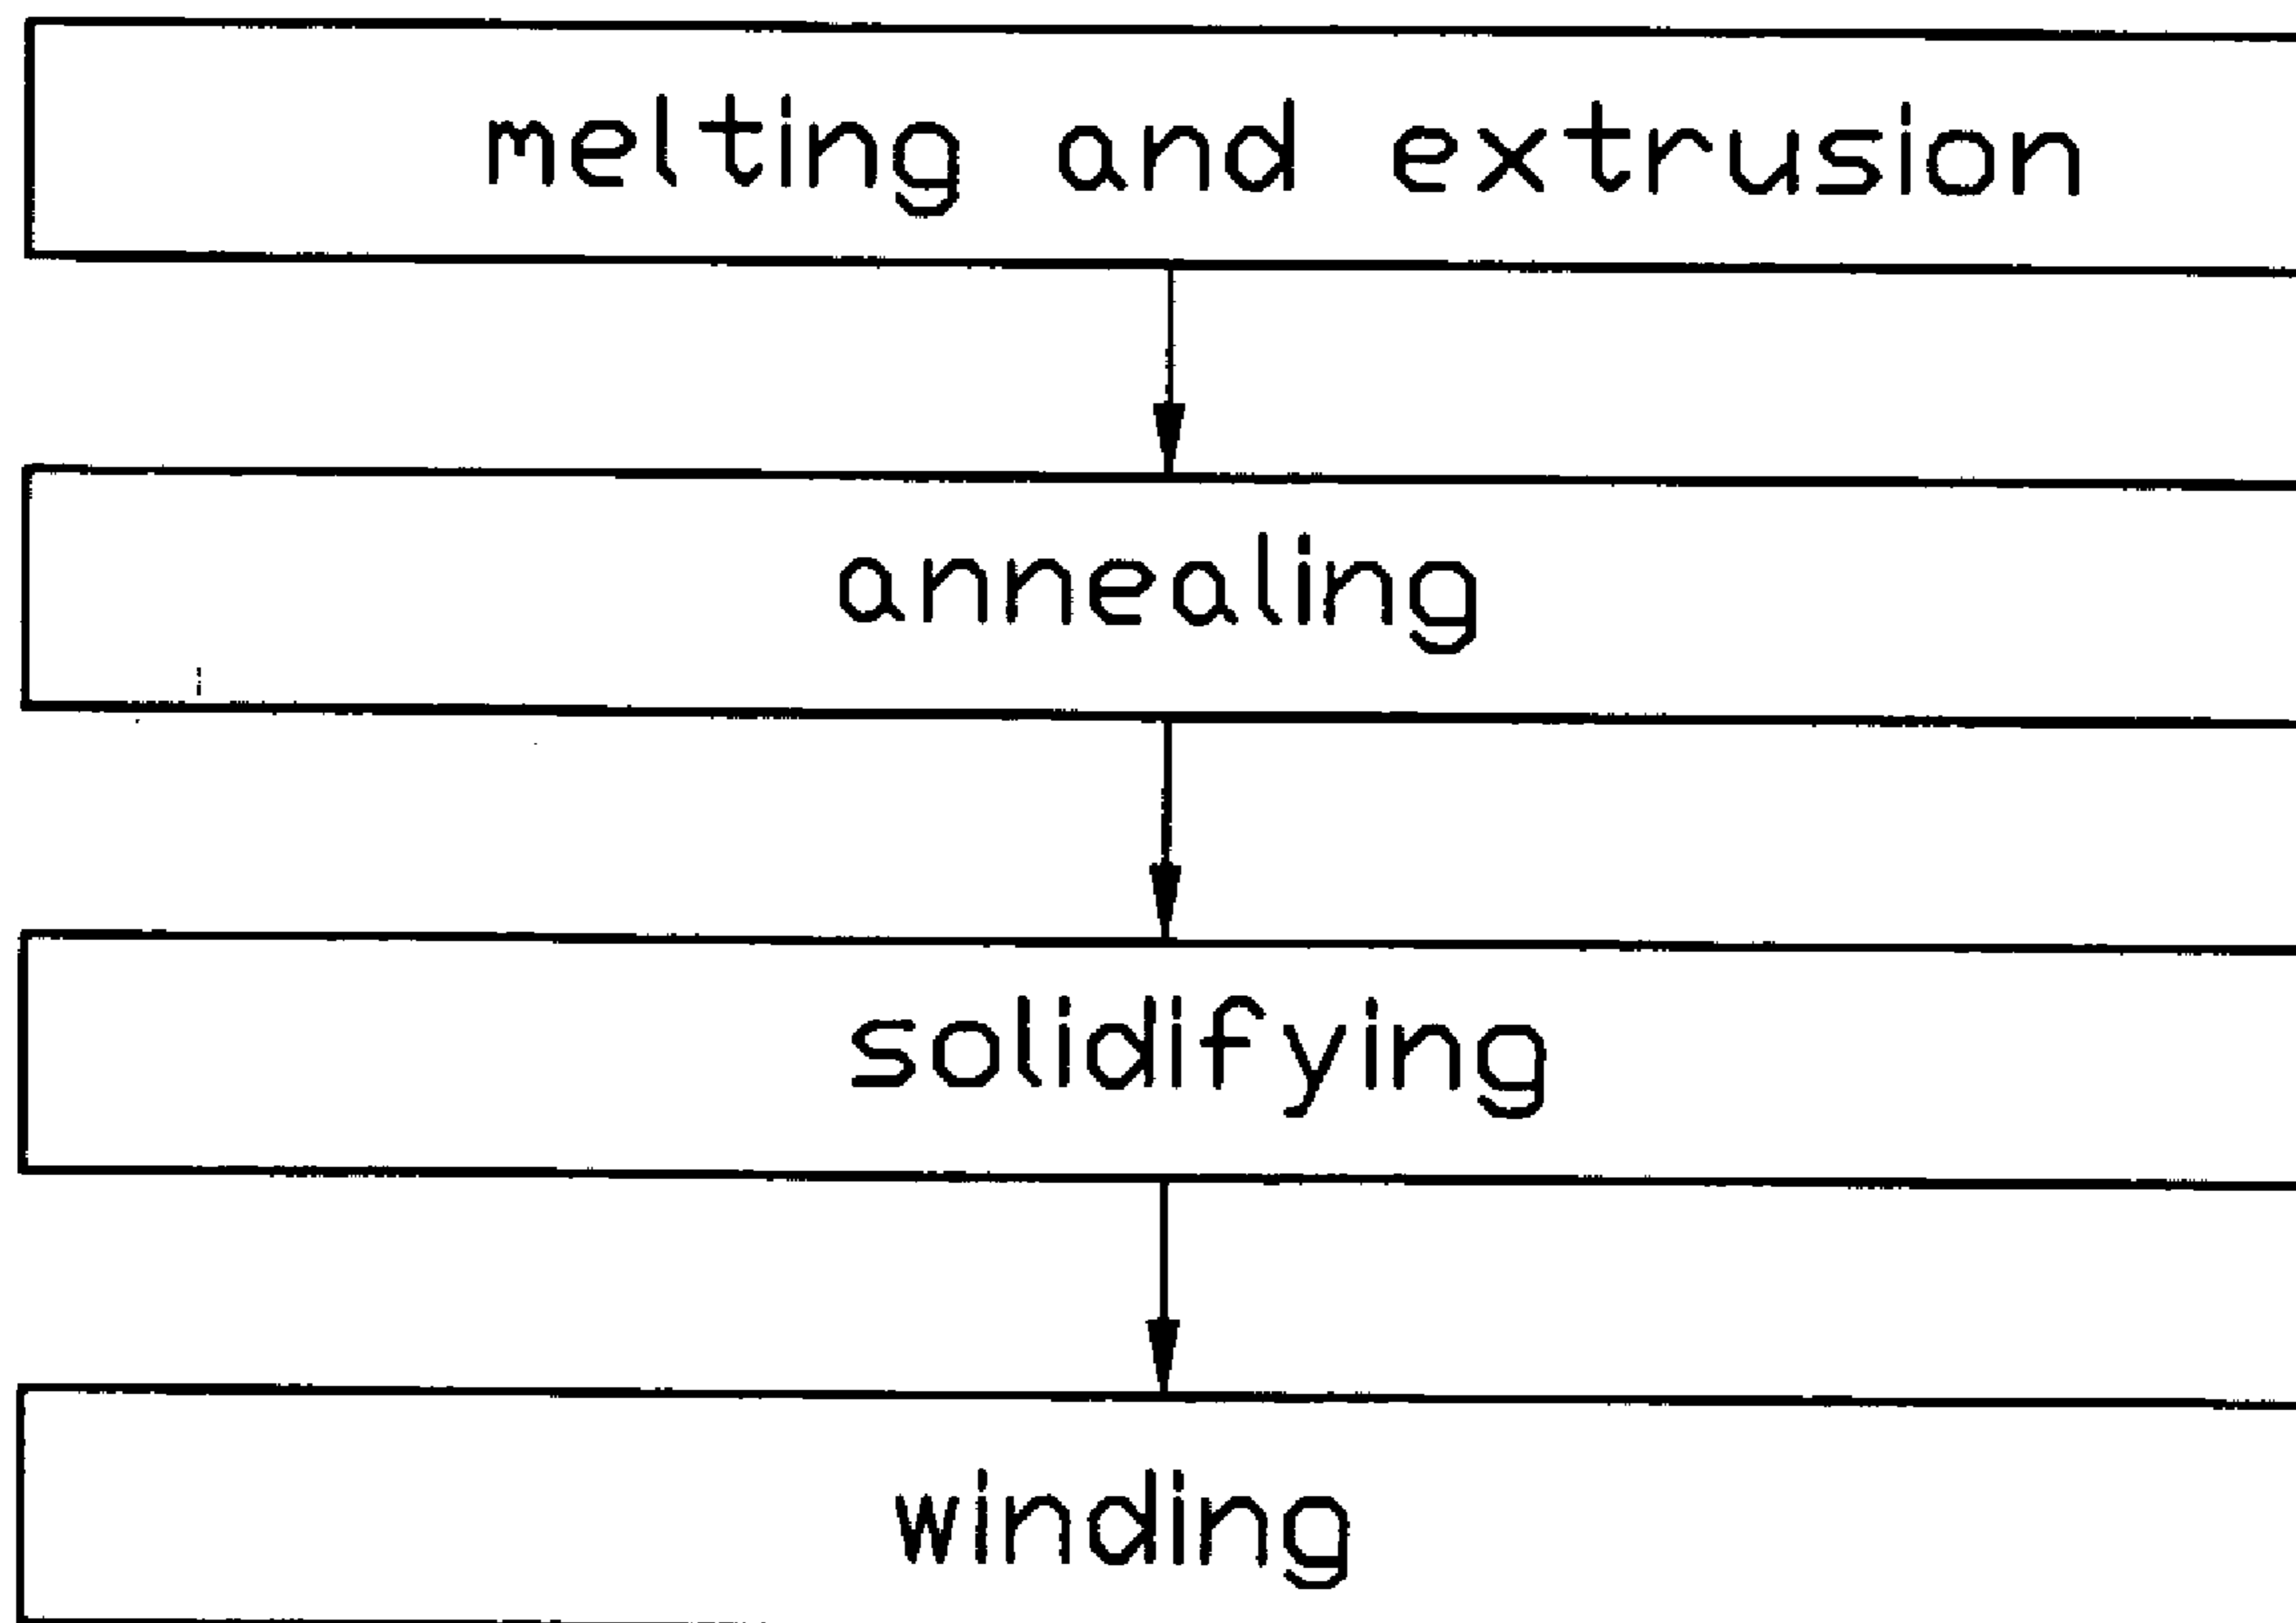 melting and extrusion
annealing
solidifying
winding